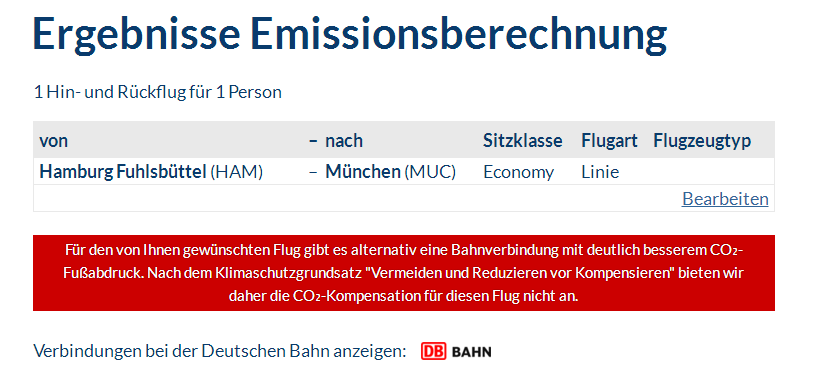 Ergebnisse Emissionsberechnung
1 Hin- und Rückflug für 1 Person
von – nach Sitzklasse Flugart Flugzeugtyp
Hamburg Fuhlsbüttel (HAM) – München (MUC) Economy Linie
Bearbeiten
Für den von Ihnen gewünschten Flug gibt es alternativ eine Bahnverbindung mit deutlich besserem CO₂-
Fußabdruck. Nach dem Klimaschutzgrundsatz "Vermeiden und Reduzieren vor Kompensieren" bieten wir
daher die CO₂-Kompensation für diesen Flug nicht an.
Verbindungen bei der Deutschen Bahn anzeigen: DB BAHN